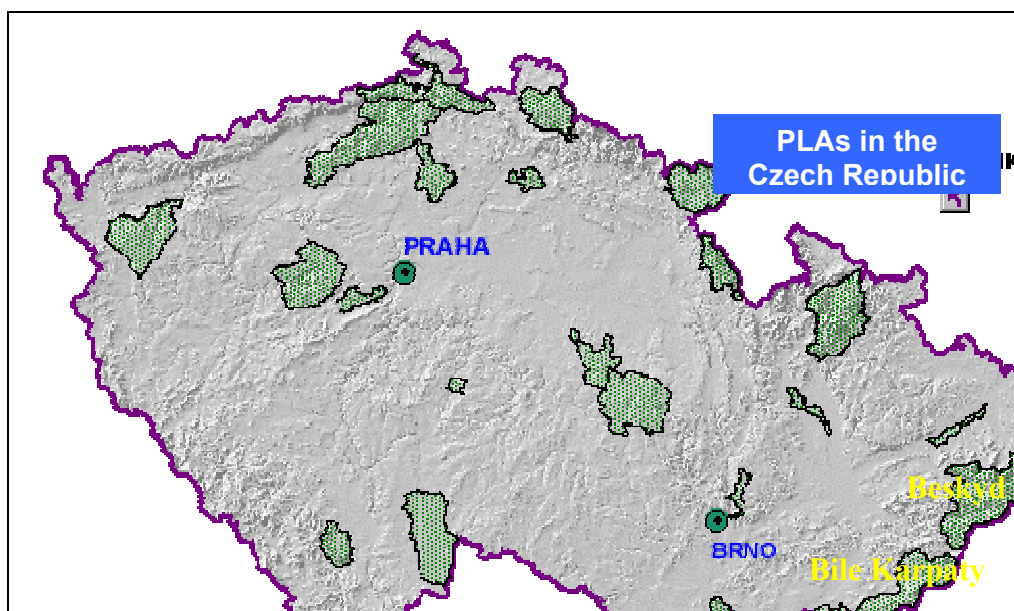 PLAs in the
Czech Republic
PRAHA
Beskyd
BRNO
Bile Karpaty